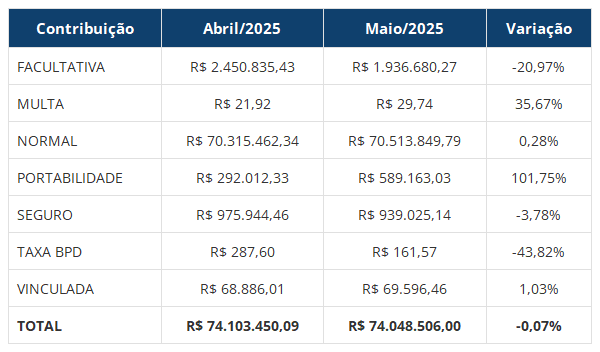 Contribuição Abril/2025 Maio/2025 Variação
FACULTATIVA R$ 2.450.835,43 R$ 1.936.680,27 -20,97%
MULTA R$ 21,92 R$ 29,74 35,67%
NORMAL R$ 70.315.462,34 R$ 70.513.849,79 0,28%
PORTABILIDADE R$ 292.012,33 R$ 589.163,03 101,75%
SEGURO R$ 975.944,46 R$ 939.025,14 -3,78%
TAXA BPD R$ 287,60 R$ 161,57 -43,82%
VINCULADA R$ 68.886,01 R$ 69.596,46 1,03%
TOTAL R$ 74.103.450,09 R$ 74.048.506,00 -0,07%